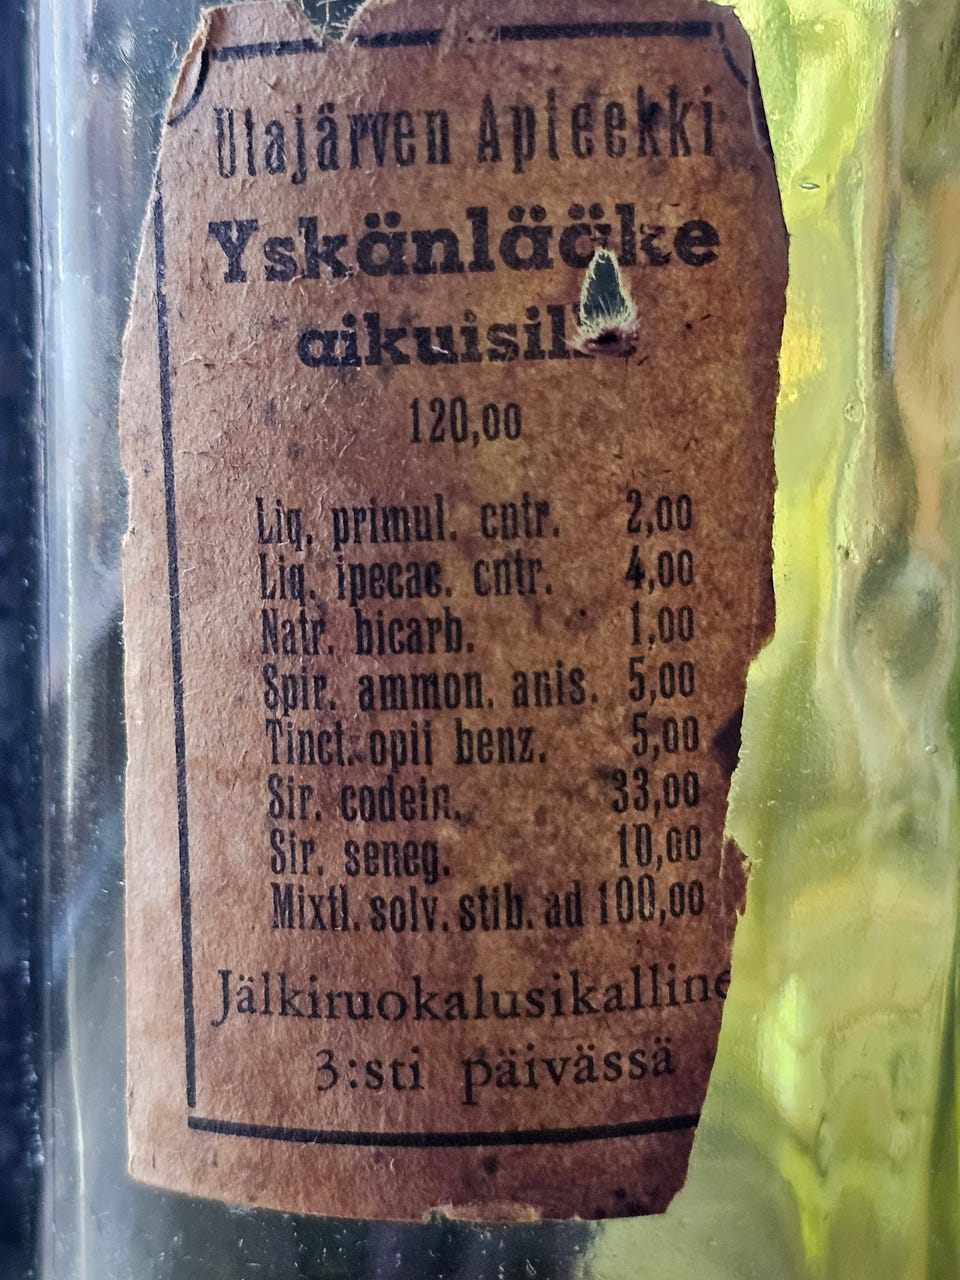 Utajärven Apteekki
Yskänlääke
aikuisil
120,00
Liq. primul. cntr. 2,00
Liq. ipecac. cntr. 4,00
Natr. bicarb. 1,00
Spir. ammon. anis. 5,00
Tinct. opii benz. 5,00
Sir. codein. 33,00
Sir. seneg. 10,00
Mixtl. solv. stib. ad 100,00
Jälkiruokalusikalline
3:sti päivässä